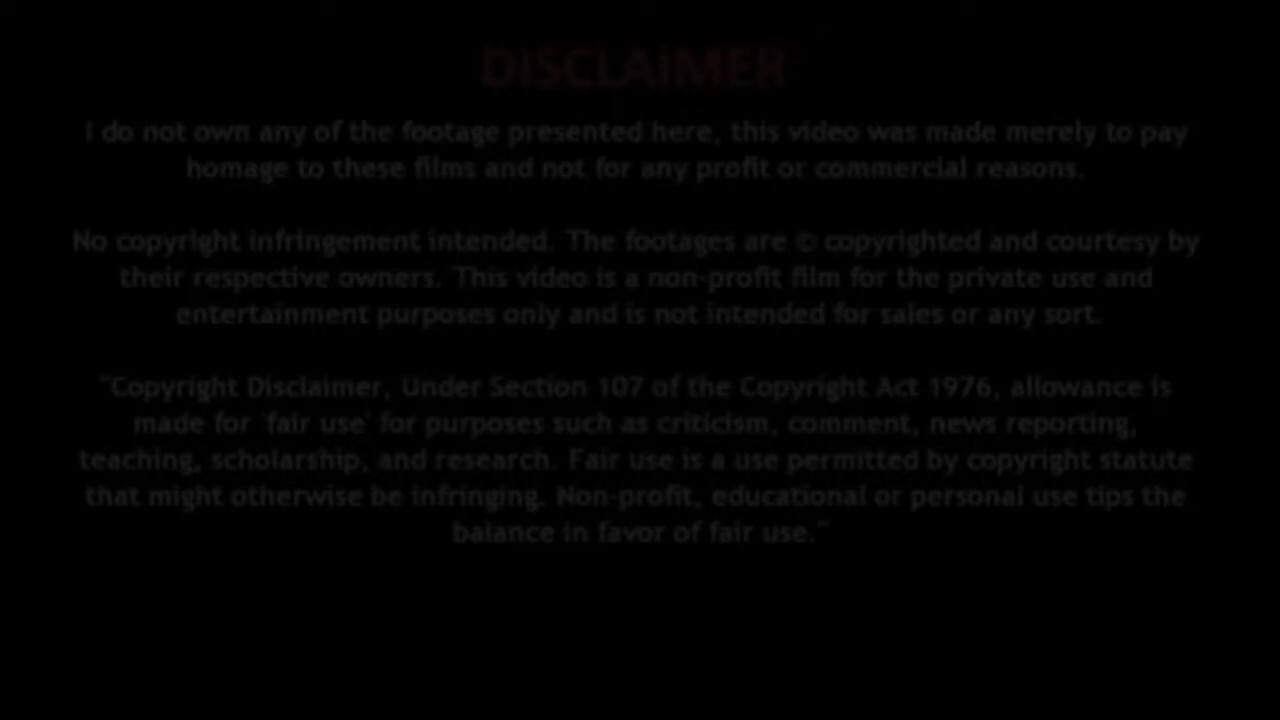 DISCLAIMER
I do not own any of the footage presented here, this video was made merely to pay
homage to these films and not for any profit or commercial reasons.
No copyright infringement intended. The footages are © copyrighted and courtesy by
their respective owners. This video is a non-profit film for the private use and
entertainment purposes only and is not intended for sales or any sort.
"Copyright Disclaimer, Under Section 107 of the Copyright Act 1976, allowance is
made for 'fair use' for purposes such as criticism, comment, news reporting,
teaching, scholarship, and research. Fair use is a use permitted by copyright statute
that might otherwise be infringing. Non-profit, educational or personal use tips the
balance in favor of fair use."